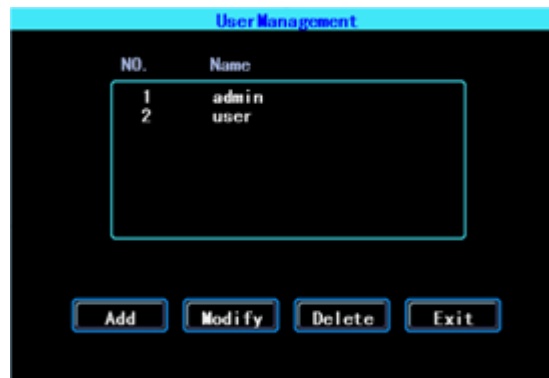 User Management
NO. Name
1 admin
2 user
Add Modify Delete Exit